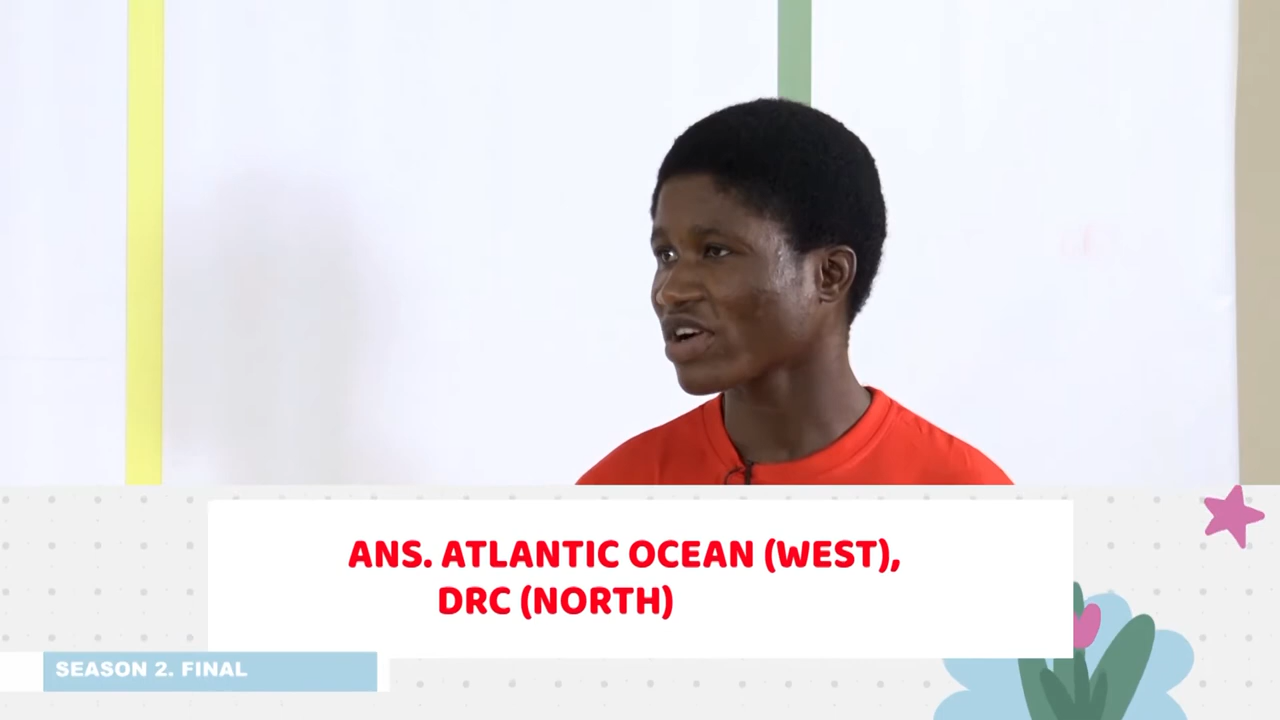 ANS. ATLANTIC OCEAN (WEST),
DRC (NORTH)
SEASON 2. FINAL